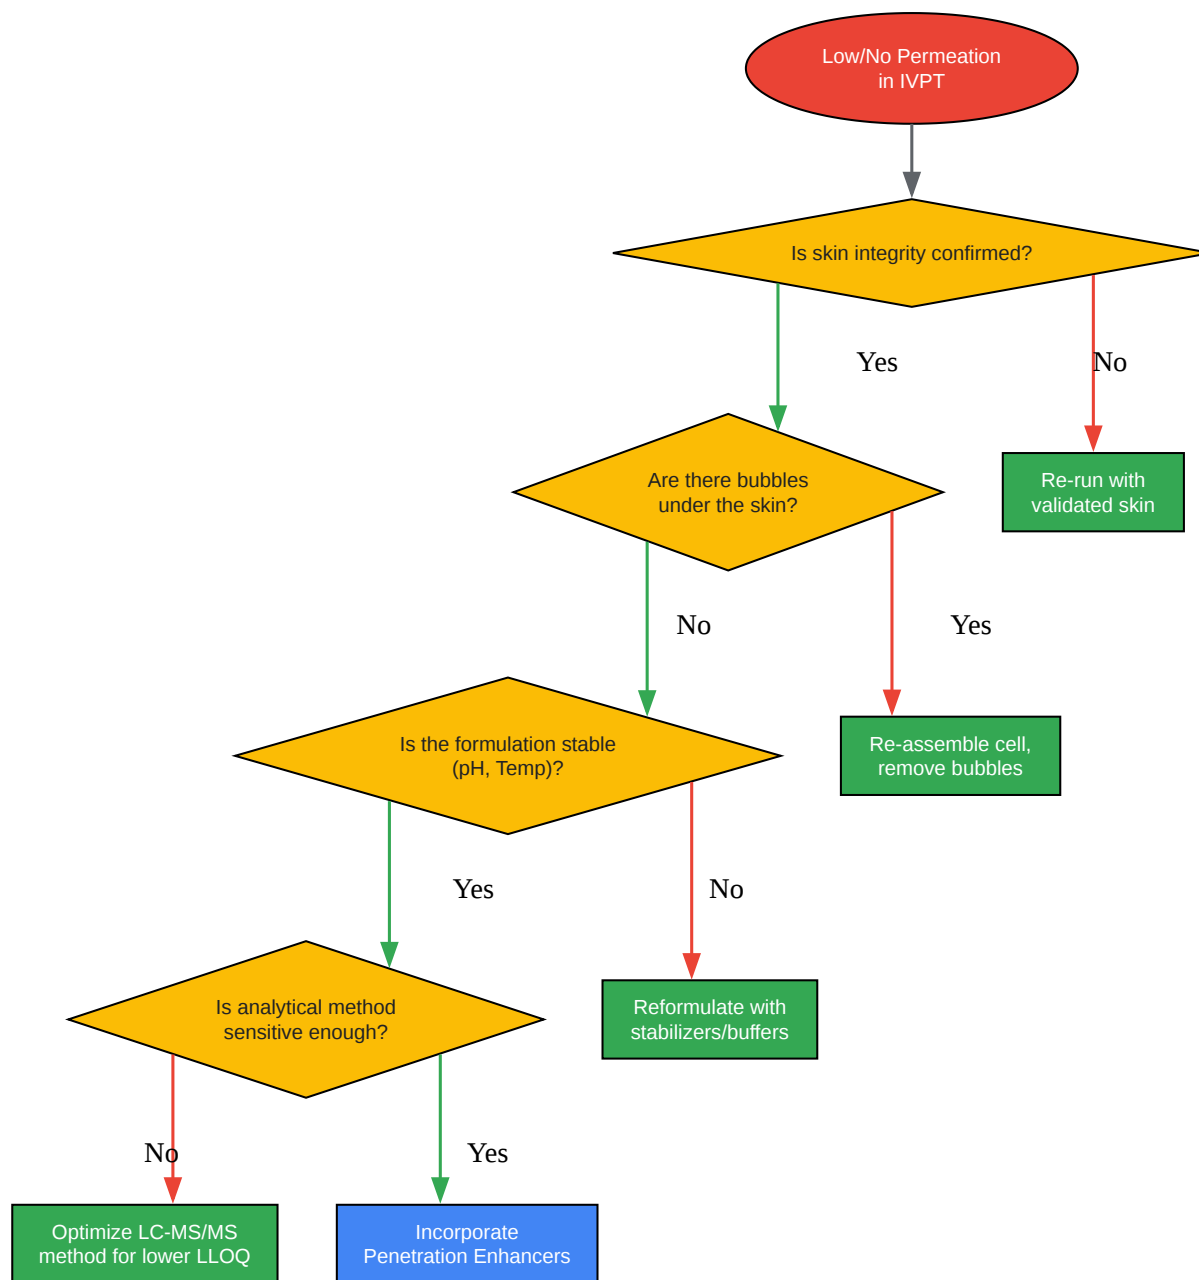 Low/No Permeation
in IVPT
Is skin integrity confirmed?
Yes
No
Are there bubbles
under the skin?
Re-run with
validated skin
No
Yes
Is the formulation stable
(pH, Temp)?
Re-assemble cell,
remove bubbles
Yes
No
Is analytical method
sensitive enough?
Reformulate with
stabilizers/buffers
No
Yes
Optimize LC-MS/MS
method for lower LLOQ
Incorporate
Penetration Enhancers